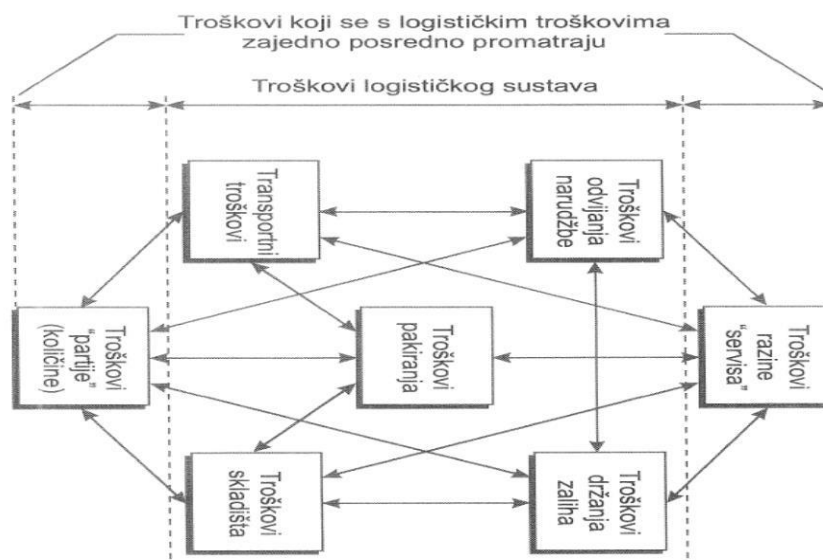 Troškovi koji se s logističkim troškovima
zajedno posredno promatraju
Troškovi logističkog sustava
Transportni
troškovi
Troškovi
odvijanja
narudžbe
Troškovi
"partije"
(količine)
Troškovi
pakiranja
Troškovi
razine
"servisa"
Troškovi
skladišta
Troškovi
držanja
zaliha